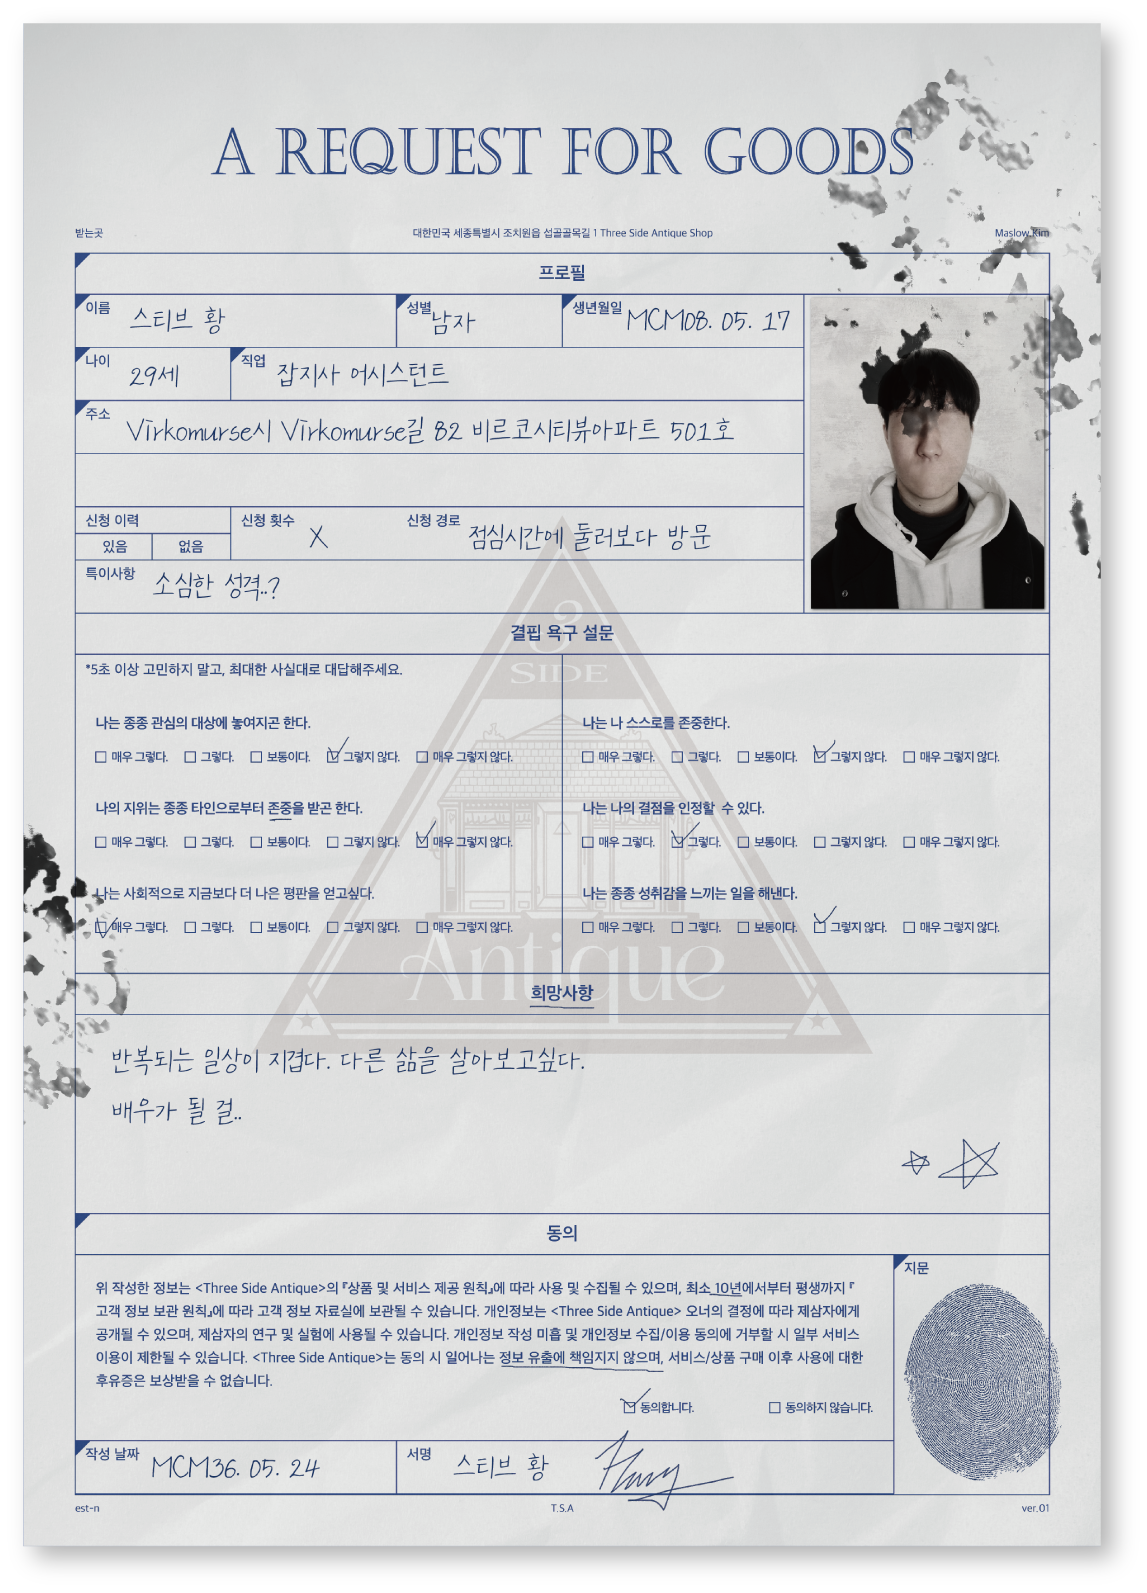 A REQUEST FOR GOODS
받는곳 대한민국 세종특별시 조치원읍 섭골골목길 1 Three Side Antique Shop Maslow Kim
프로필
이름 스티브 황 성별 남자 생년월일 MCM08. 05. 17
나이 29세 직업 잡지사 어시스턴트
주소 Virkomurse시 Virkomurse길 82 비르코시티뷰아파트 501호
신청 이력 신청 횟수 X 신청 경로 점심시간에 둘러보다 방문
있음 없음
특이사항 소심한 성격..?
3
SIDE
Antique
결핍 욕구 설문
*5초 이상 고민하지 말고, 최대한 사실대로 대답해주세요.
나는 종종 관심의 대상에 놓여지곤 한다.
매우 그렇다. 그렇다. 보통이다. 그렇지 않다. 매우 그렇지 않다.
나의 지위는 종종 타인으로부터 존중을 받곤 한다.
매우 그렇다. 그렇다. 보통이다. 그렇지 않다. 매우 그렇지 않다.
나는 사회적으로 지금보다 더 나은 평판을 얻고싶다.
매우 그렇다. 그렇다. 보통이다. 그렇지 않다. 매우 그렇지 않다.
나는 나 스스로를 존중한다.
매우 그렇다. 그렇다. 보통이다. 그렇지 않다. 매우 그렇지 않다.
나는 나의 결점을 인정할 수 있다.
매우 그렇다. 그렇다. 보통이다. 그렇지 않다. 매우 그렇지 않다.
나는 종종 성취감을 느끼는 일을 해낸다.
매우 그렇다. 그렇다. 보통이다. 그렇지 않다. 매우 그렇지 않다.
희망사항
반복되는 일상이 지겹다. 다른 삶을 살아보고싶다.
배우가 될 걸..
동의
위 작성한 정보는 <Three Side Antique>의 『상품 및 서비스 제공 원칙』에 따라 사용 및 수집될 수 있으며, 최소 10년에서부터 평생까지 『
고객 정보 보관 원칙』에 따라 고객 정보 자료실에 보관될 수 있습니다. 개인정보는 <Three Side Antique> 오너의 결정에 따라 제삼자에게
공개될 수 있으며, 제삼자의 연구 및 실험에 사용될 수 있습니다. 개인정보 작성 미흡 및 개인정보 수집/이용 동의에 거부할 시 일부 서비스
이용이 제한될 수 있습니다. <Three Side Antique>는 동의 시 일어나는 정보 유출에 책임지지 않으며, 서비스/상품 구매 이후 사용에 대한
후유증은 보상받을 수 없습니다.
동의합니다. 동의하지 않습니다.
지문
작성 날짜 MCM36. 05. 24 서명 스티브 황 Hwang
est-n T.S.A ver.01